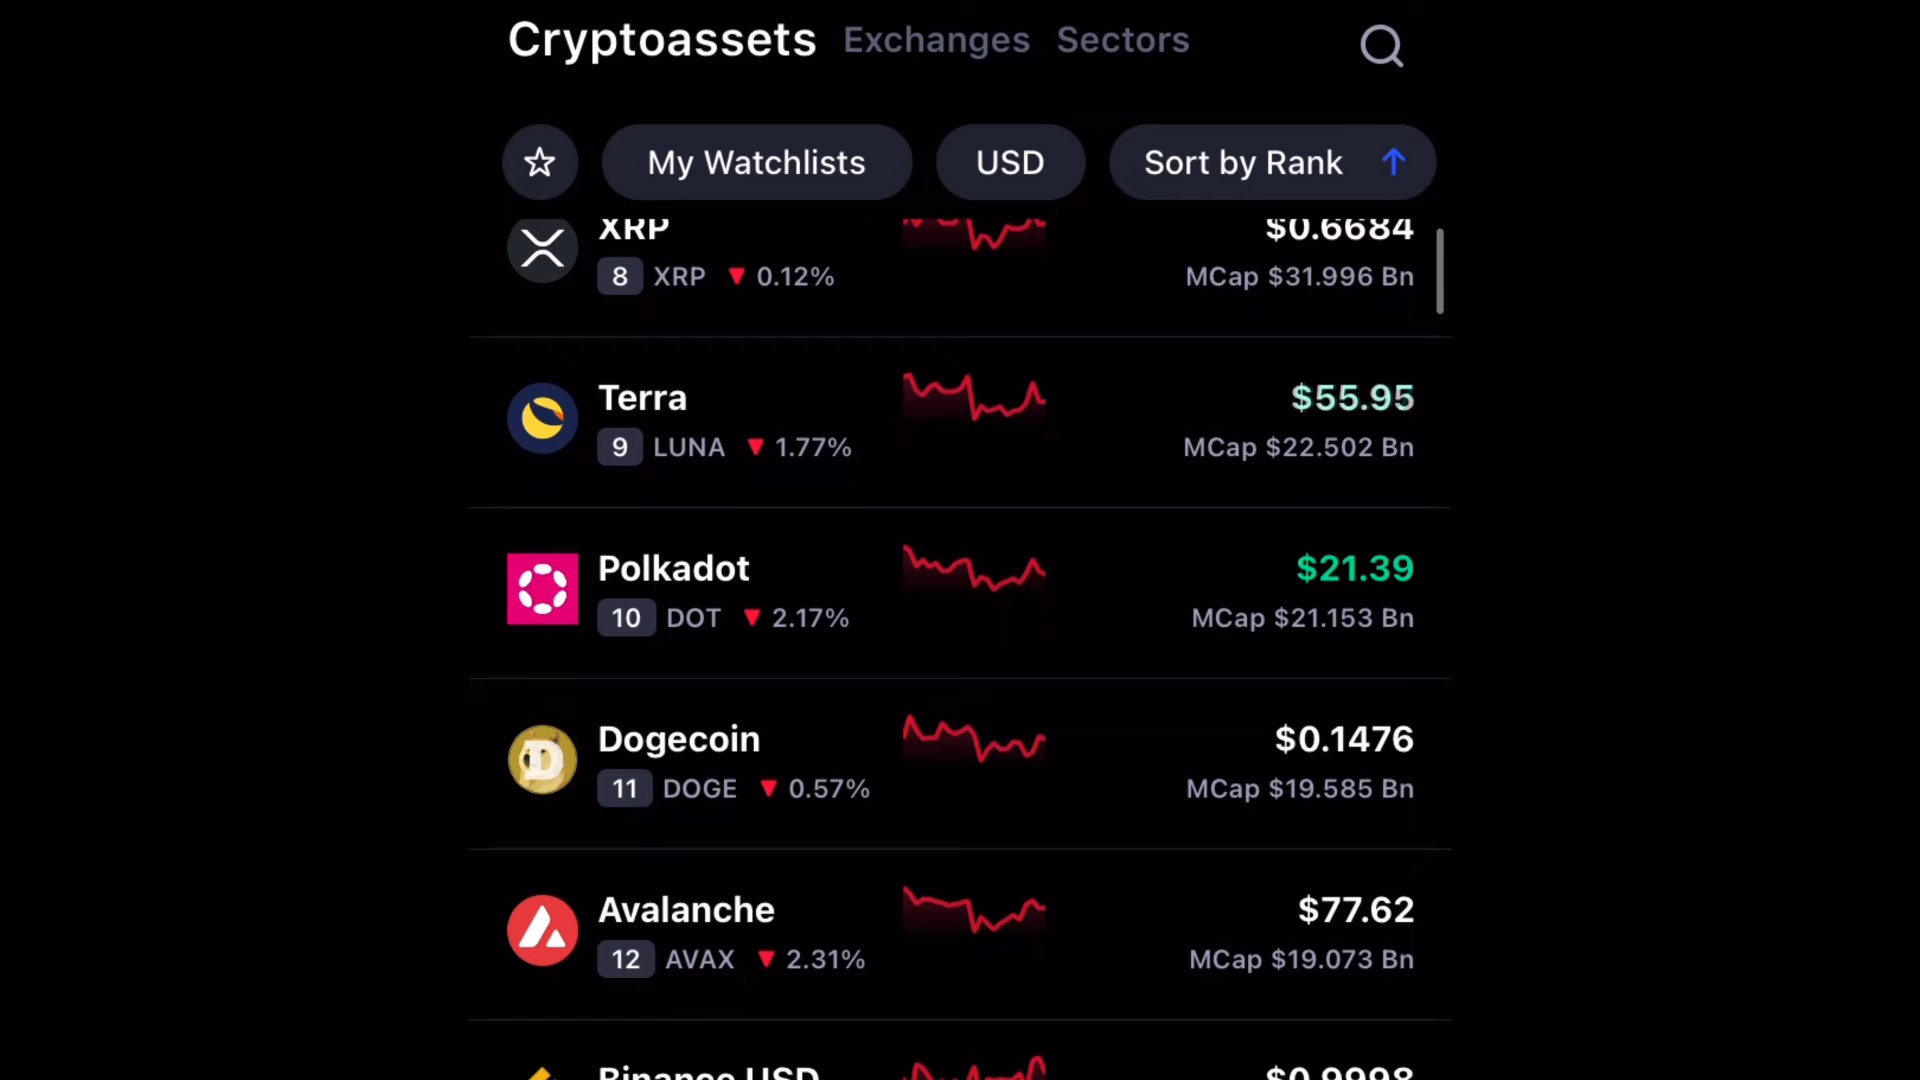 Cryptoassets Exchanges Sectors
My Watchlists USD Sort by Rank
XRP $0.6684
8 XRP 0.12% MCap $31.996 Bn
Terra $55.95
9 LUNA 1.77% MCap $22.502 Bn
Polkadot $21.39
10 DOT 2.17% MCap $21.153 Bn
Dogecoin $0.1476
11 DOGE 0.57% MCap $19.585 Bn
Avalanche $77.62
12 AVAX 2.31% MCap $19.073 Bn
Binance USD $0.9998